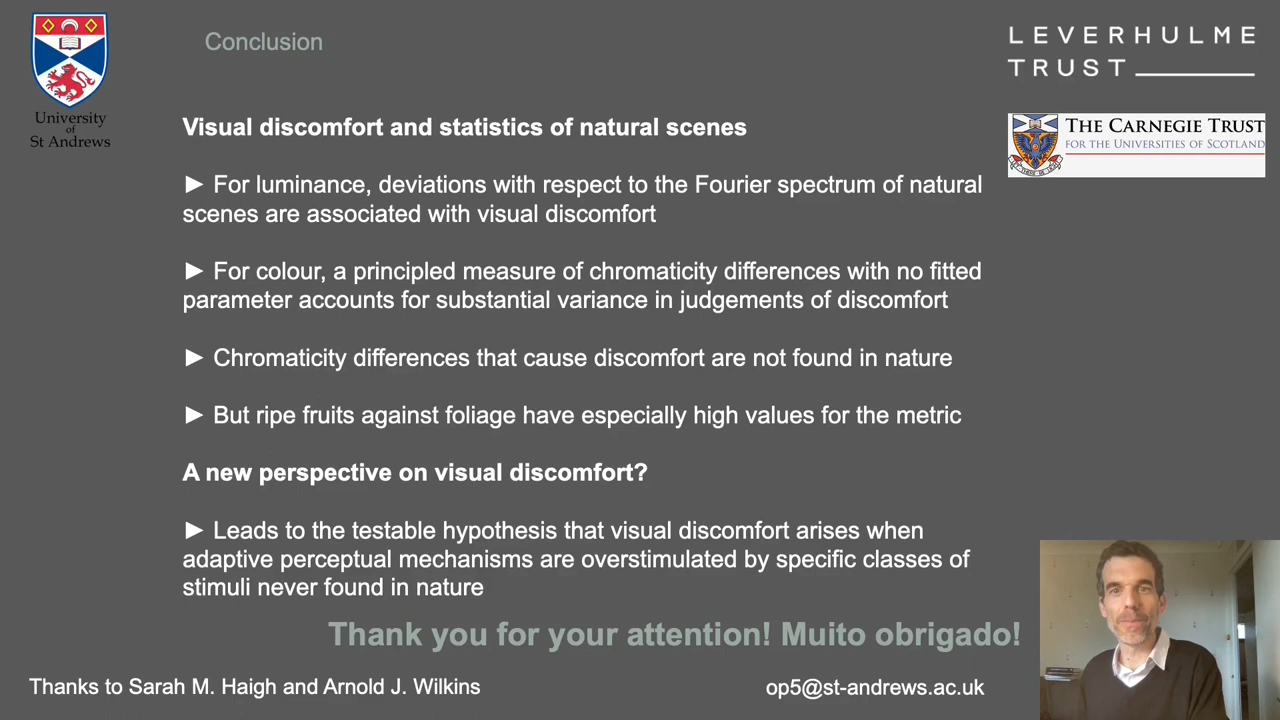 Conclusion
LEVERHULME
TRUST
University
of
St Andrews
THE CARNEGIE TRUST
FOR THE UNIVERSITIES OF SCOTLAND
Visual discomfort and statistics of natural scenes
► For luminance, deviations with respect to the Fourier spectrum of natural
scenes are associated with visual discomfort
► For colour, a principled measure of chromaticity differences with no fitted
parameter accounts for substantial variance in judgements of discomfort
► Chromaticity differences that cause discomfort are not found in nature
► But ripe fruits against foliage have especially high values for the metric
A new perspective on visual discomfort?
► Leads to the testable hypothesis that visual discomfort arises when
adaptive perceptual mechanisms are overstimulated by specific classes of
stimuli never found in nature
Thank you for your attention! Muito obrigado!
Thanks to Sarah M. Haigh and Arnold J. Wilkins
op5@st-andrews.ac.uk